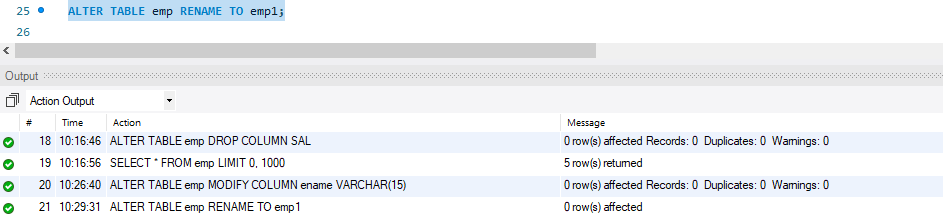 25 ALTER TABLE emp RENAME TO emp1;
26
Output
Action Output
# Time Action Message
18 10:16:46 ALTER TABLE emp DROP COLUMN SAL 0 row(s) affected Records: 0 Duplicates: 0 Warnings: 0
19 10:16:56 SELECT * FROM emp LIMIT 0, 1000 5 row(s) returned
20 10:26:40 ALTER TABLE emp MODIFY COLUMN ename VARCHAR(15) 0 row(s) affected Records: 0 Duplicates: 0 Warnings: 0
21 10:29:31 ALTER TABLE emp RENAME TO emp1 0 row(s) affected